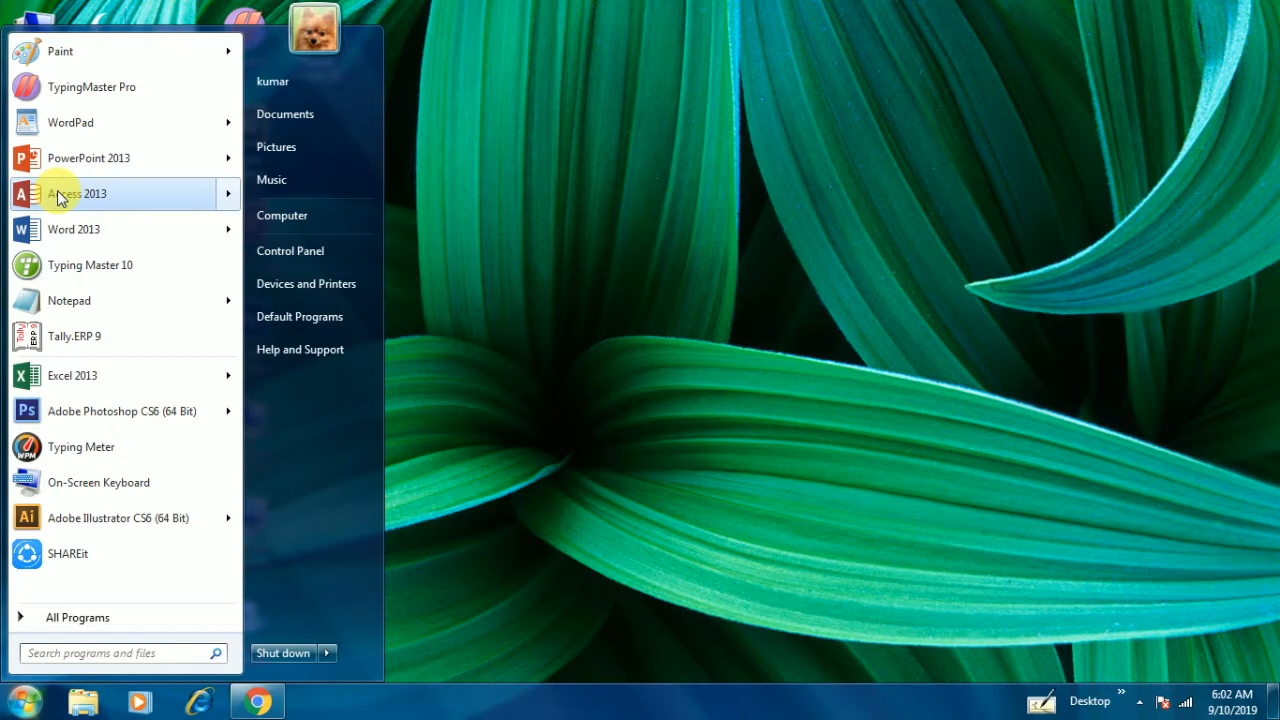 Paint
TypingMaster Pro
WordPad
PowerPoint 2013
Access 2013
Word 2013
Typing Master 10
Notepad
Tally.ERP 9
Excel 2013
Adobe Photoshop CS6 (64 Bit)
Typing Meter
WPM
On-Screen Keyboard
Adobe Illustrator CS6 (64 Bit)
SHAREit
All Programs
Search programs and files
kumar
Documents
Pictures
Music
Computer
Control Panel
Devices and Printers
Default Programs
Help and Support
Shut down
Desktop
6:02 AM
9/10/2019